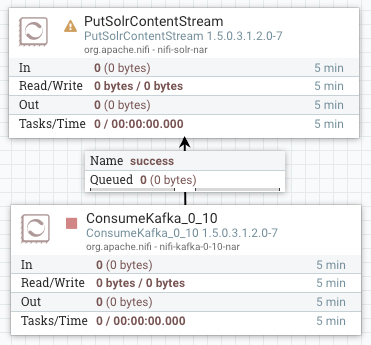 PutSolrContentStream
PutSolrContentStream 1.5.0.3.1.2.0-7
org.apache.nifi - nifi-solr-nar
In 0 (0 bytes) 5 min
Read/Write 0 bytes / 0 bytes 5 min
Out 0 (0 bytes) 5 min
Tasks/Time 0 / 00:00:00.000 5 min
Name success
Queued 0 (0 bytes)
ConsumeKafka_0_10
ConsumeKafka_0_10 1.5.0.3.1.2.0-7
org.apache.nifi - nifi-kafka-0-10-nar
In 0 (0 bytes) 5 min
Read/Write 0 bytes / 0 bytes 5 min
Out 0 (0 bytes) 5 min
Tasks/Time 0 / 00:00:00.000 5 min